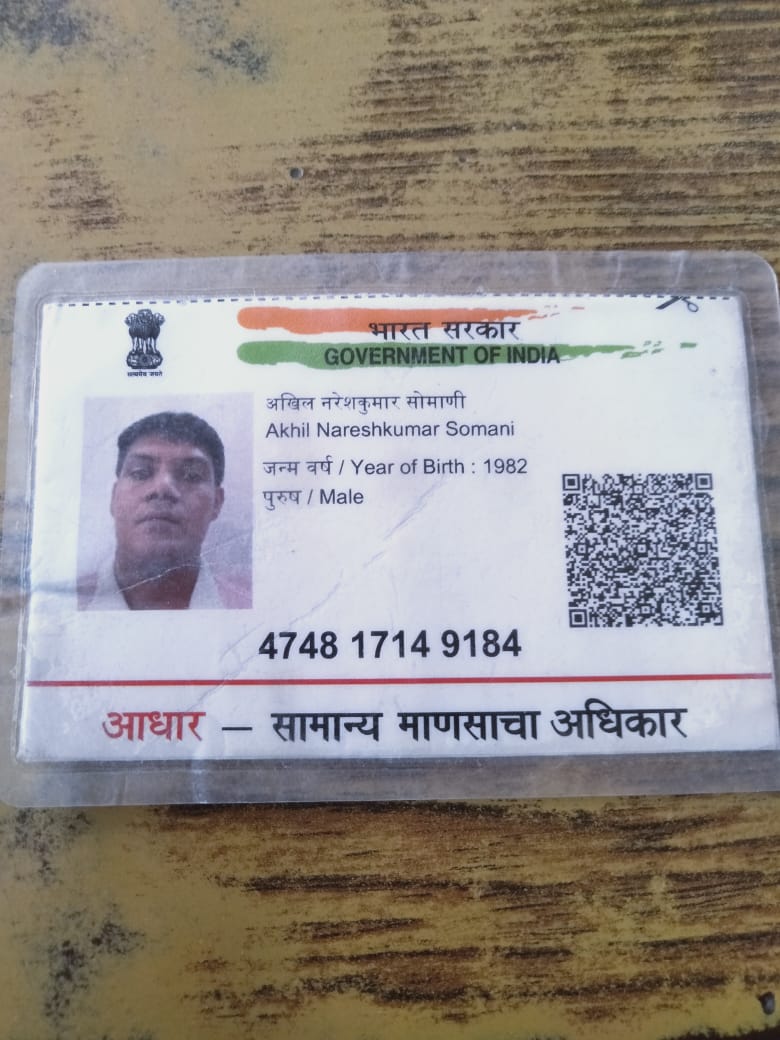 भारत सरकार
GOVERNMENT OF INDIA
सत्यमेव जयते
अखिल नरेशकुमार सोमाणी
Akhil Nareshkumar Somani
जन्म वर्ष / Year of Birth : 1982
पुरुष / Male
4748 1714 9184
आधार — सामान्य माणसाचा अधिकार